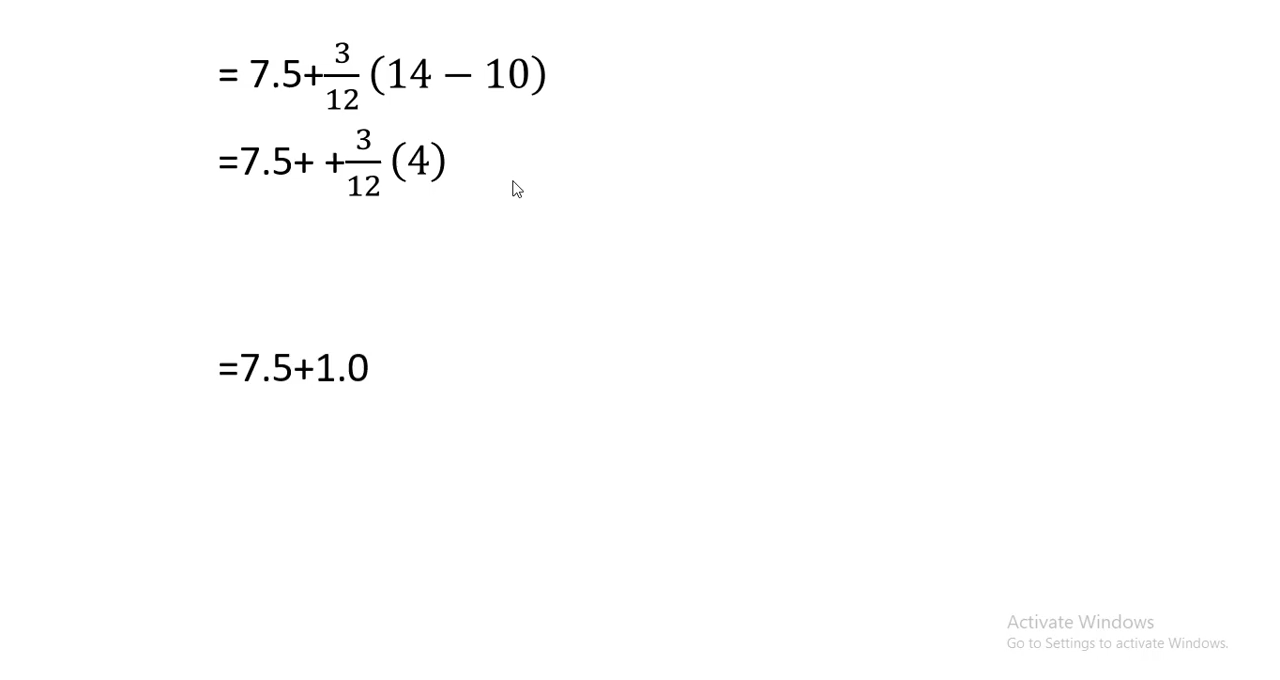 = 7.5+3/12 (14 − 10)
=7.5+ +3/12 (4)
=7.5+1.0
Activate Windows
Go to Settings to activate Windows.